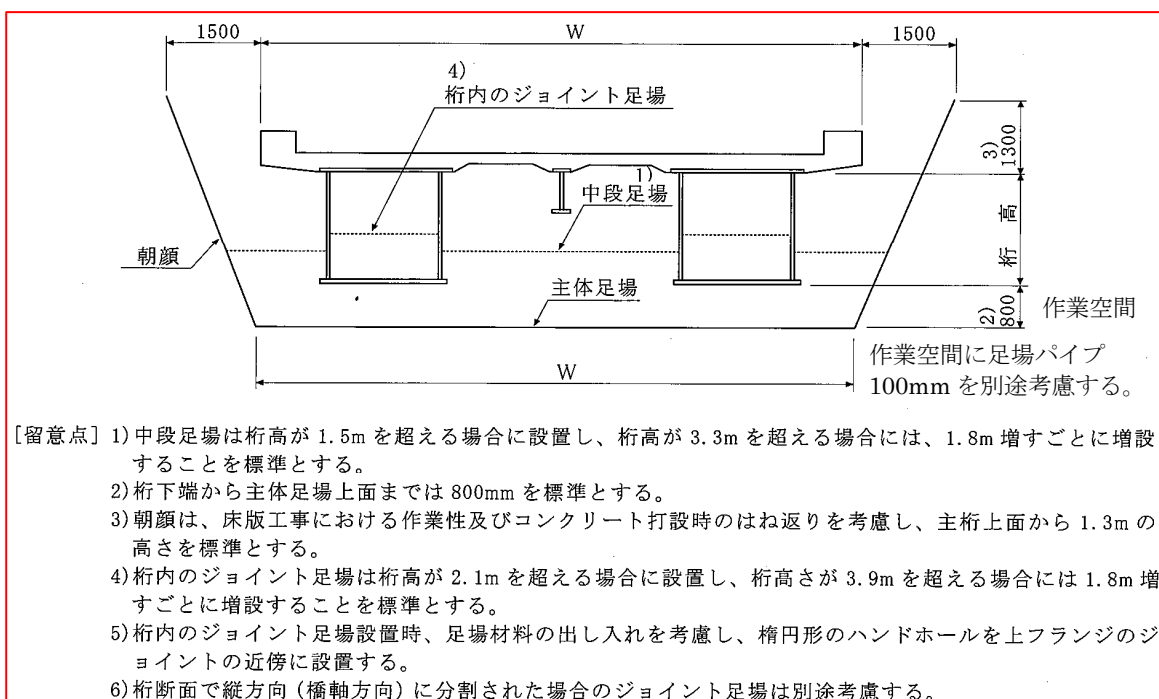 1500
W
1500
4)
桁内のジョイント足場
3)
1300
1)
中段足場
桁高
朝顔
主体足場
2)
800
作業空間
W
作業空間に足場パイプ
100mm を別途考慮する。
[留意点] 1)中段足場は桁高が 1.5m を超える場合に設置し、桁高が 3.3m を超える場合には、1.8m 増すごとに増設
することを標準とする。
2)桁下端から主体足場上面までは 800mm を標準とする。
3)朝顔は、床版工事における作業性及びコンクリート打設時のはね返りを考慮し、主桁上面から 1.3m の
高さを標準とする。
4)桁内のジョイント足場は桁高が 2.1m を超える場合に設置し、桁高さが 3.9m を超える場合には 1.8m 増
すごとに増設することを標準とする。
5)桁内のジョイント足場設置時、足場材料の出し入れを考慮し、楕円形のハンドホールを上フランジのジ
ョイントの近傍に設置する。
6)桁断面で縦方向(橋軸方向)に分割された場合のジョイント足場は別途考慮する。